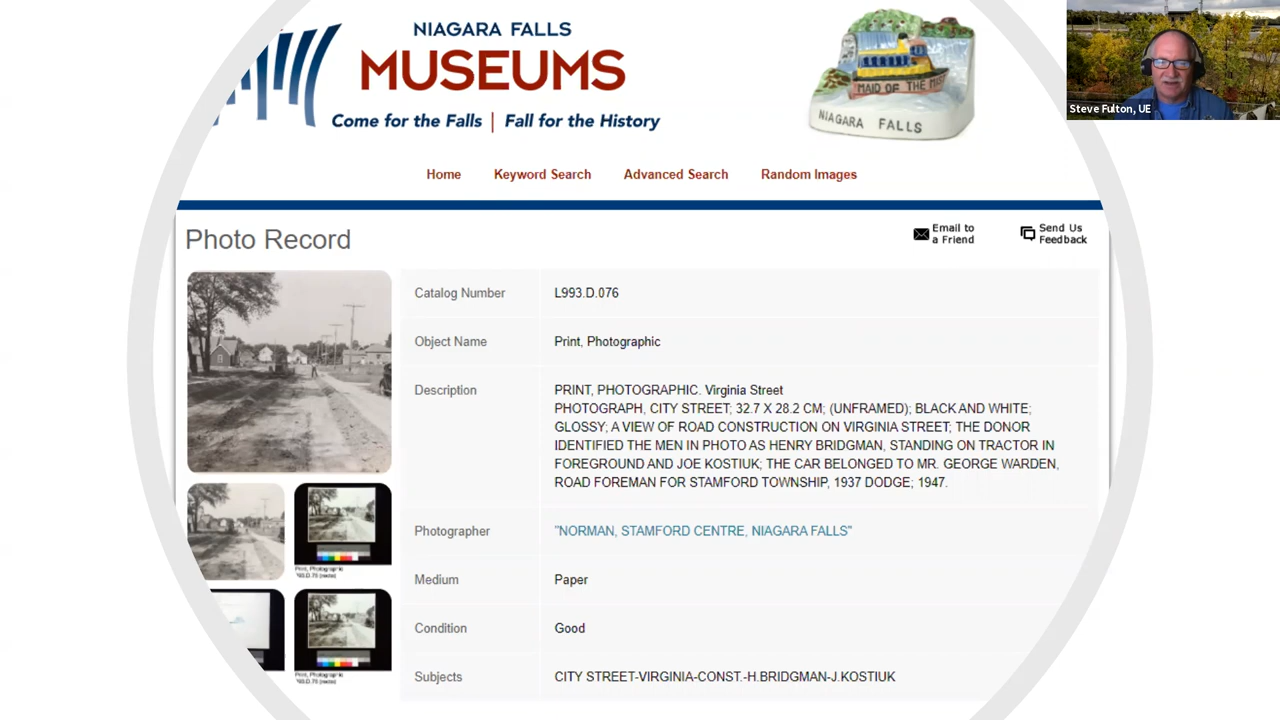 NIAGARA FALLS
MUSEUMS
Come for the Falls | Fall for the History
MAID OF THE MIST
NIAGARA FALLS
Steve Fulton, UE
Home Keyword Search Advanced Search Random Images
Photo Record
Email to a Friend
Send Us Feedback
Catalog Number L993.D.076
Object Name Print, Photographic
Description PRINT, PHOTOGRAPHIC. Virginia Street
PHOTOGRAPH, CITY STREET; 32.7 X 28.2 CM; (UNFRAMED); BLACK AND WHITE;
GLOSSY; A VIEW OF ROAD CONSTRUCTION ON VIRGINIA STREET; THE DONOR
IDENTIFIED THE MEN IN PHOTO AS HENRY BRIDGMAN, STANDING ON TRACTOR IN
FOREGROUND AND JOE KOSTIUK; THE CAR BELONGED TO MR. GEORGE WARDEN,
ROAD FOREMAN FOR STAMFORD TOWNSHIP, 1937 DODGE; 1947.
Photographer "NORMAN, STAMFORD CENTRE, NIAGARA FALLS"
Medium Paper
Condition Good
Subjects CITY STREET-VIRGINIA-CONST.-H.BRIDGMAN-J.KOSTIUK
Print, Photographic
Print, Photographic